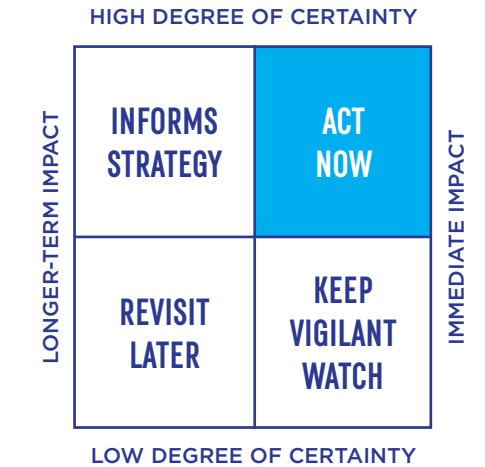 HIGH DEGREE OF CERTAINTY
LONGER-TERM IMPACT
INFORMS
STRATEGY
ACT
NOW
IMMEDIATE IMPACT
REVISIT
LATER
KEEP
VIGILANT
WATCH
LOW DEGREE OF CERTAINTY